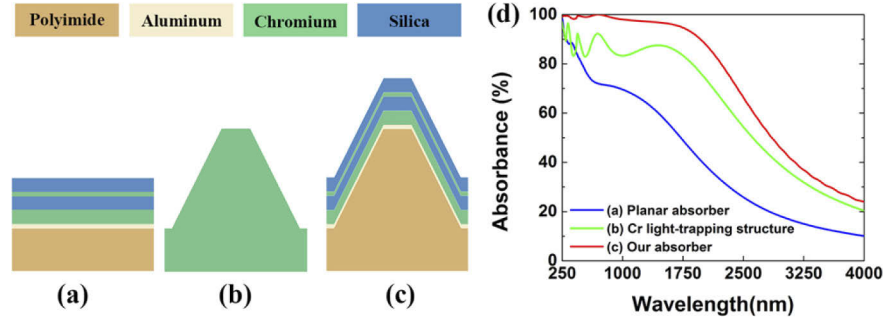 Polyimide Aluminum Chromium Silica
(a) (b) (c)
(d)
Absorbance (%)
100
80
60
40
20
0
(a) Planar absorber
(b) Cr light-trapping structure
(c) Our absorber
250 1000 1750 2500 3250 4000
Wavelength(nm)